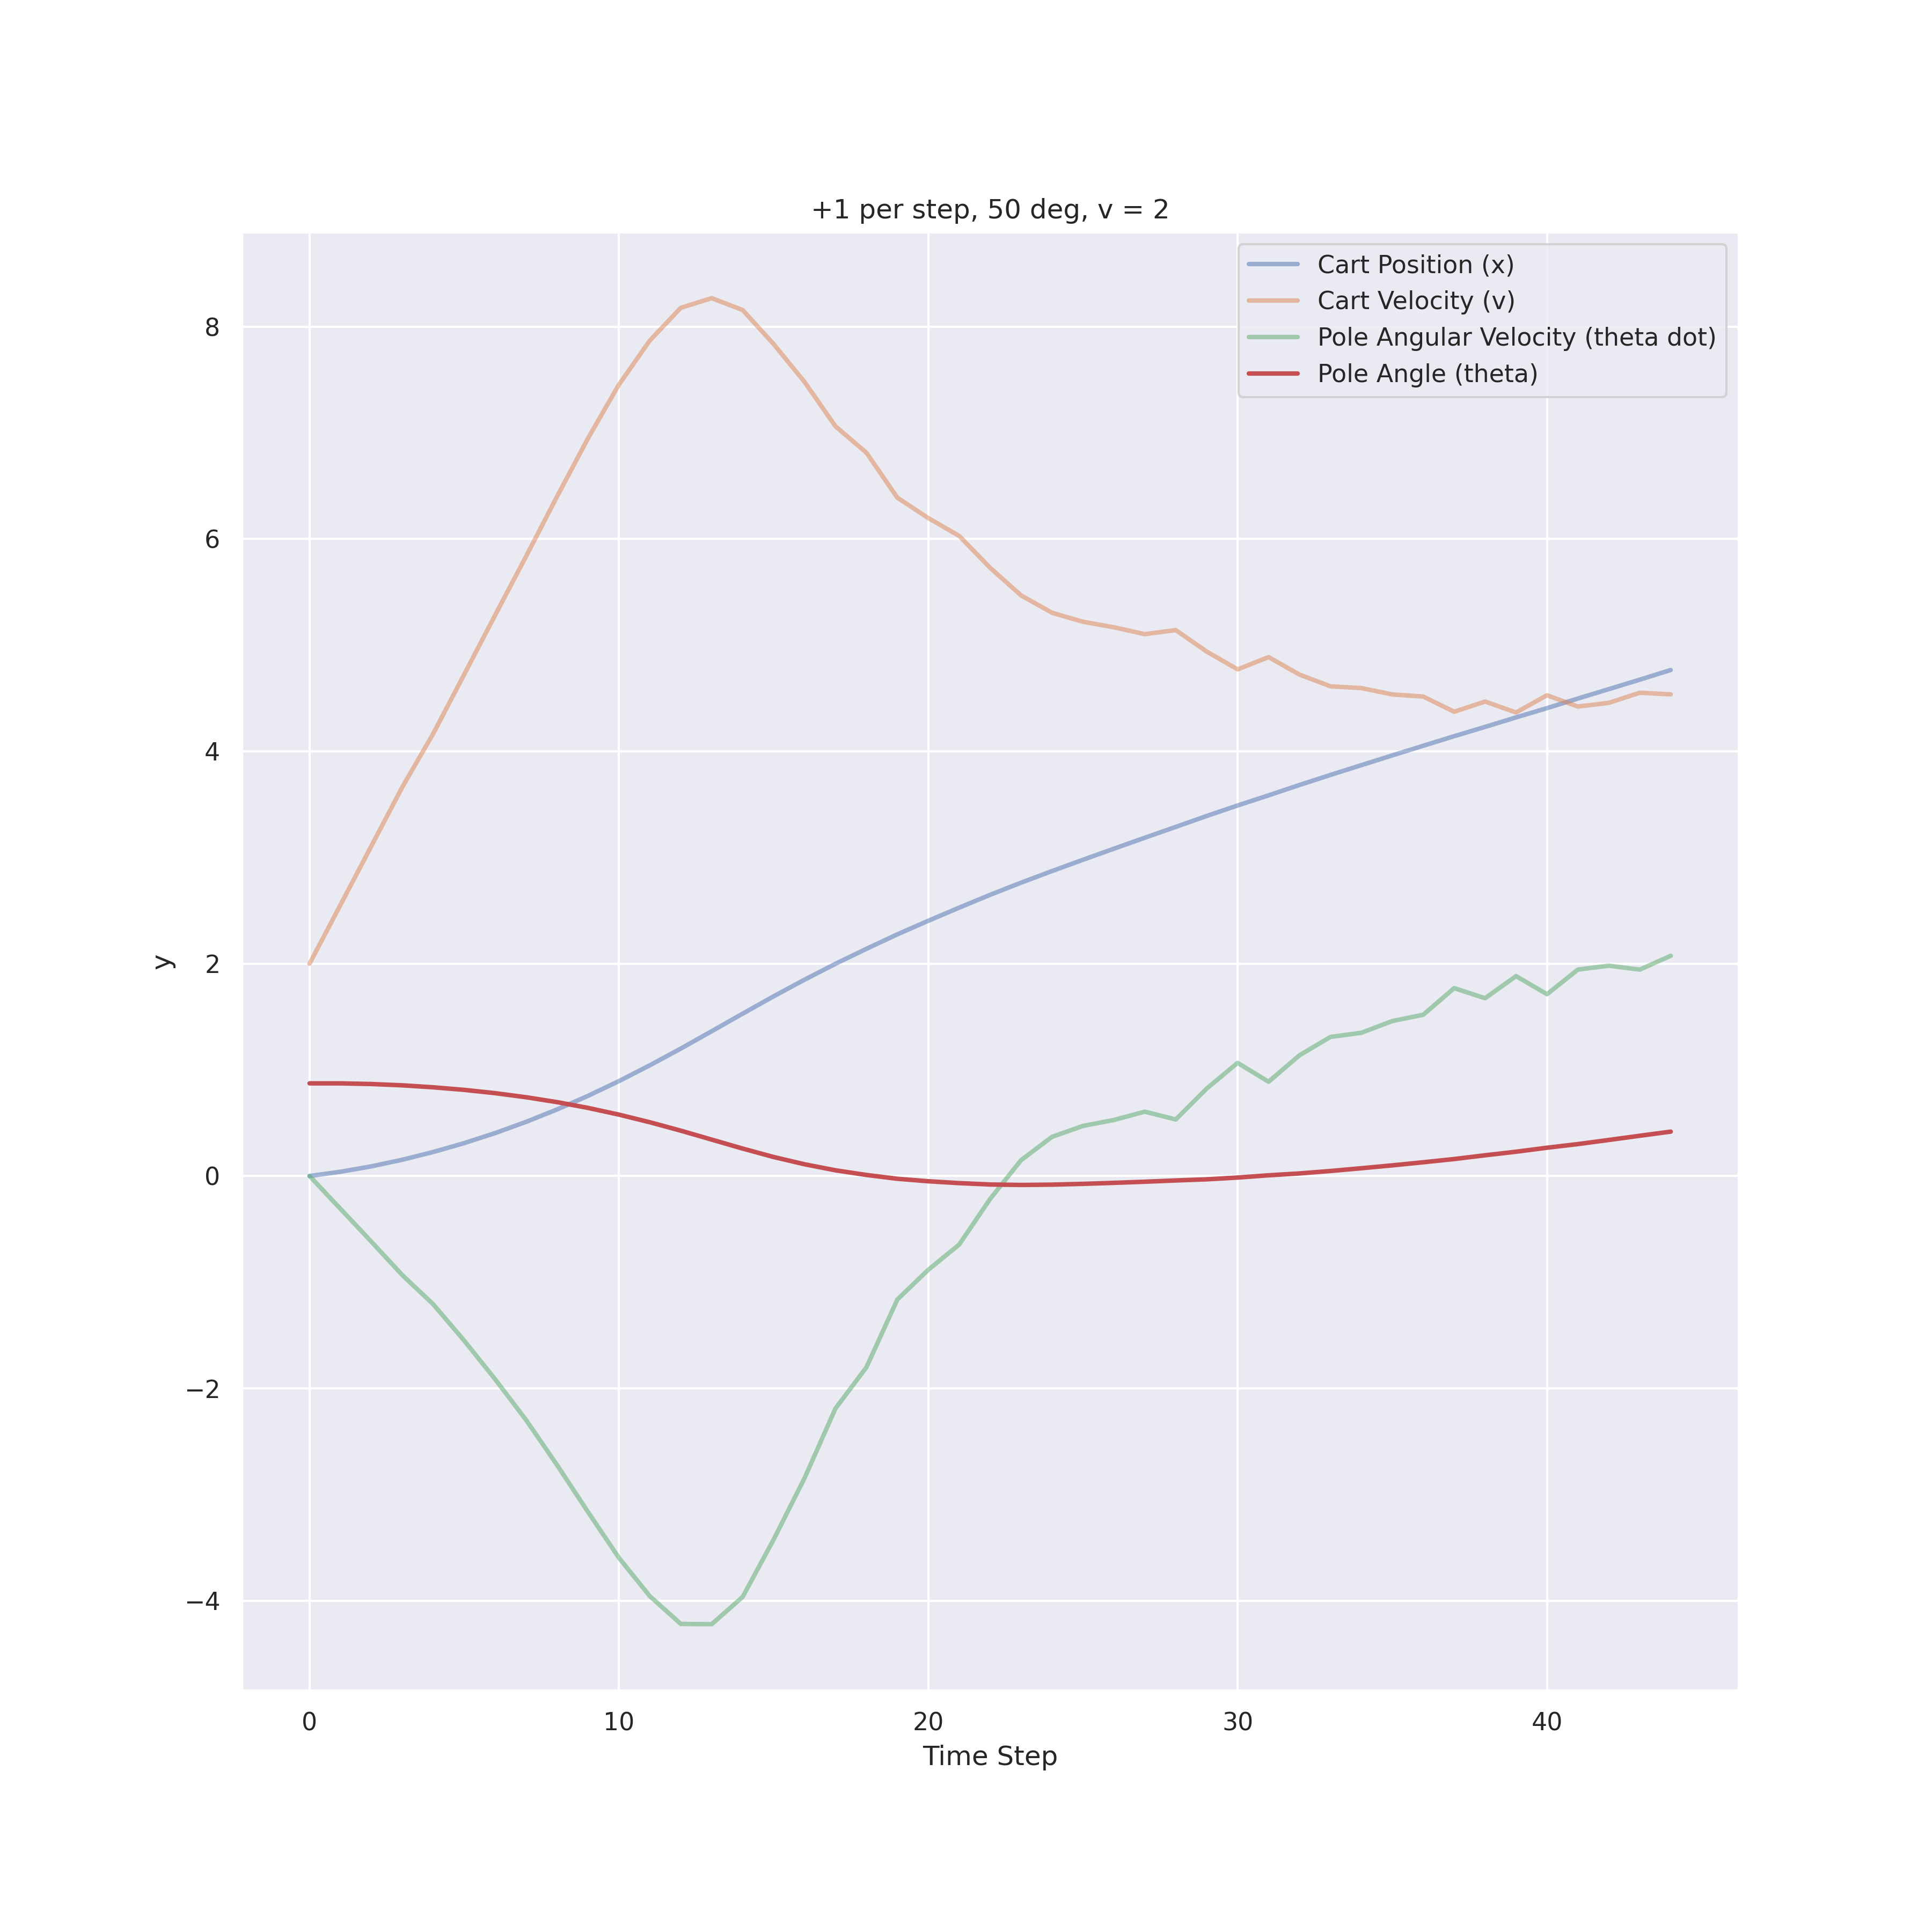 +1 per step, 50 deg, v = 2
Cart Position (x)
Cart Velocity (v)
Pole Angular Velocity (theta dot)
Pole Angle (theta)
8
6
4
2
0
−2
−4
y
0 10 20 30 40
Time Step